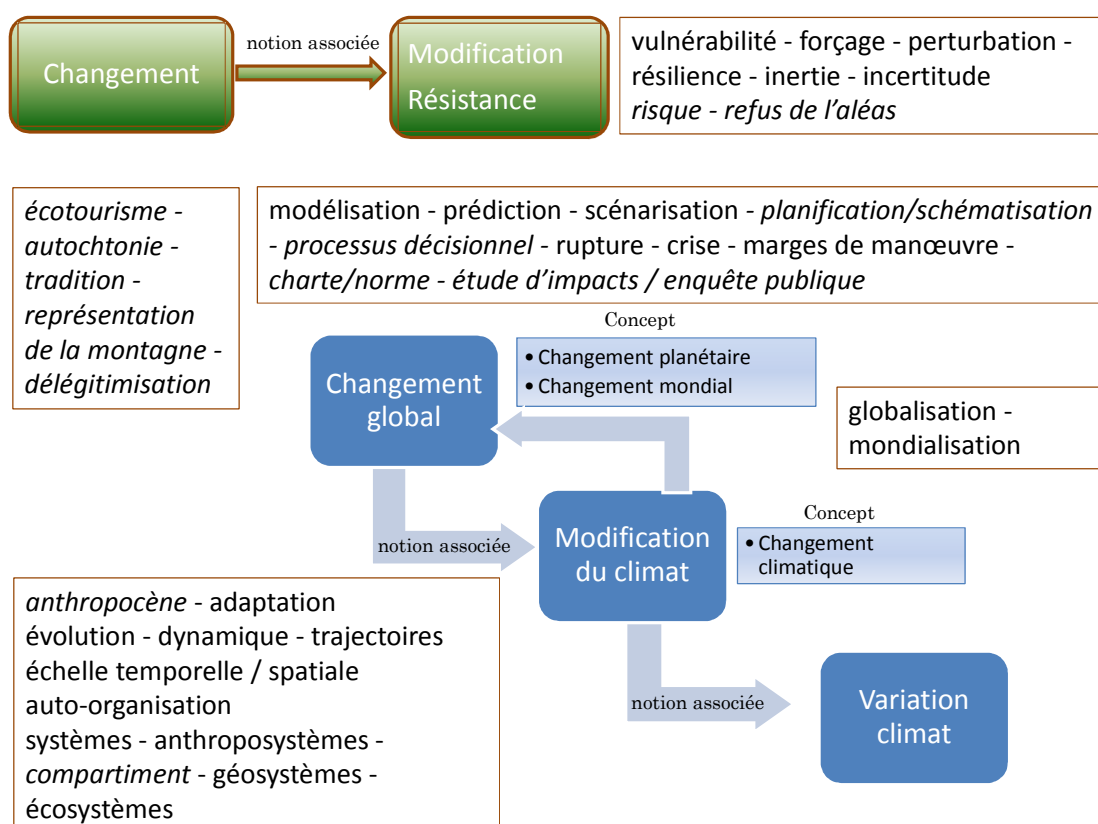 Changement
notion associée
Modification
Résistance
vulnérabilité - forçage - perturbation -
résilience - inertie - incertitude
risque - refus de l’aléas
écotourisme -
autochtonie -
tradition -
représentation
de la montagne -
délégitimisation
modélisation - prédiction - scénarisation - planification/schématisation
- processus décisionnel - rupture - crise - marges de manœuvre -
charte/norme - étude d’impacts / enquête publique
Concept
• Changement planétaire
• Changement mondial
Changement
global
globalisation -
mondialisation
notion associée
Modification
du climat
Concept
• Changement
climatique
anthropocène - adaptation
évolution - dynamique - trajectoires
échelle temporelle / spatiale
auto-organisation
systèmes - anthroposystèmes -
compartiment - géosystèmes -
écosystèmes
notion associée
Variation
climat